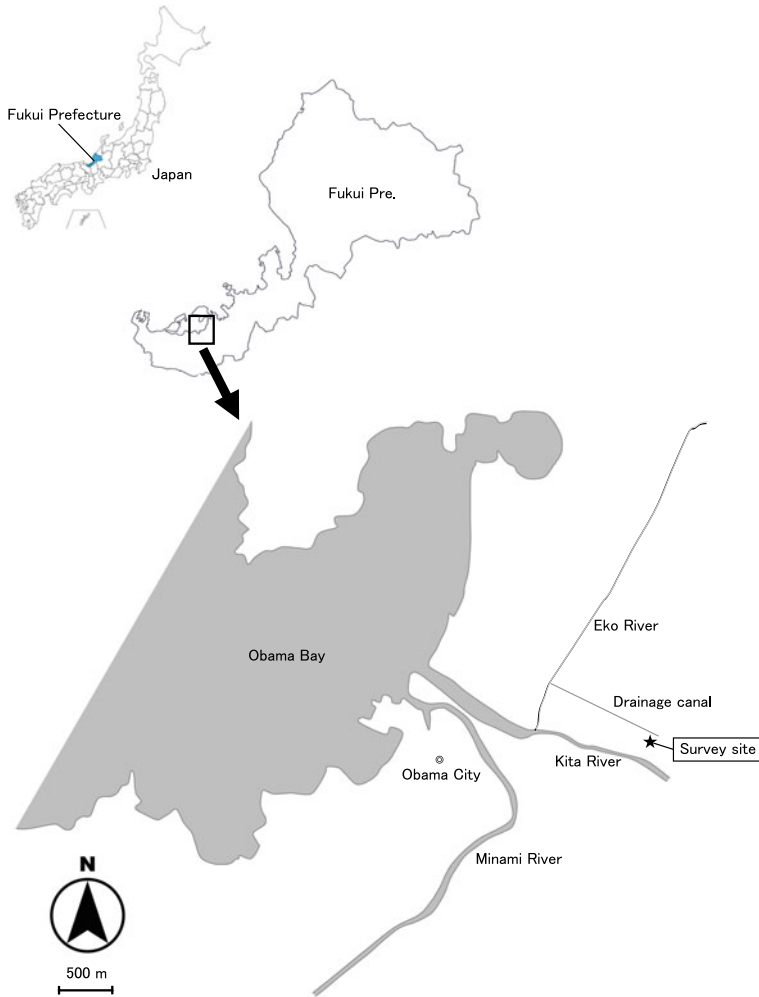 Fukui Prefecture
Japan
Fukui Pre.
Obama Bay
Eko River
Drainage canal
Survey site
Kita River
Obama City
Minami River
N
500 m